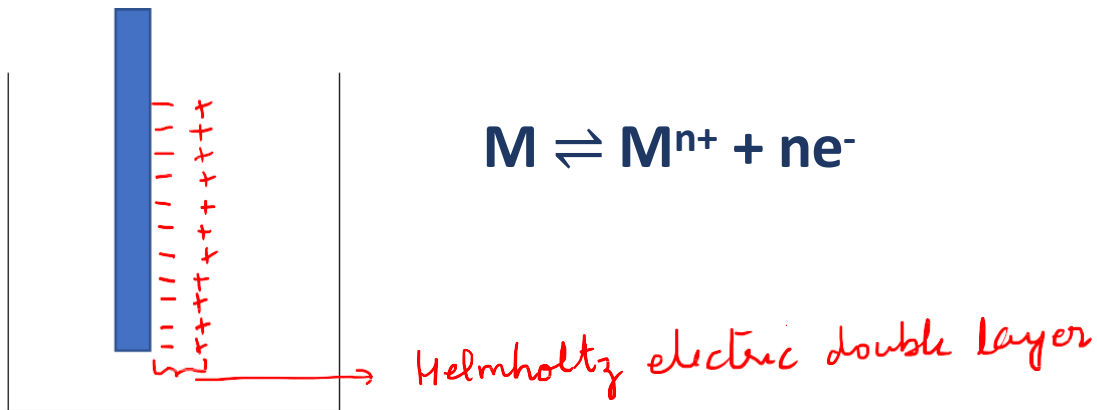 M ⇌ Mⁿ⁺ + ne⁻
Helmholtz electric double layer